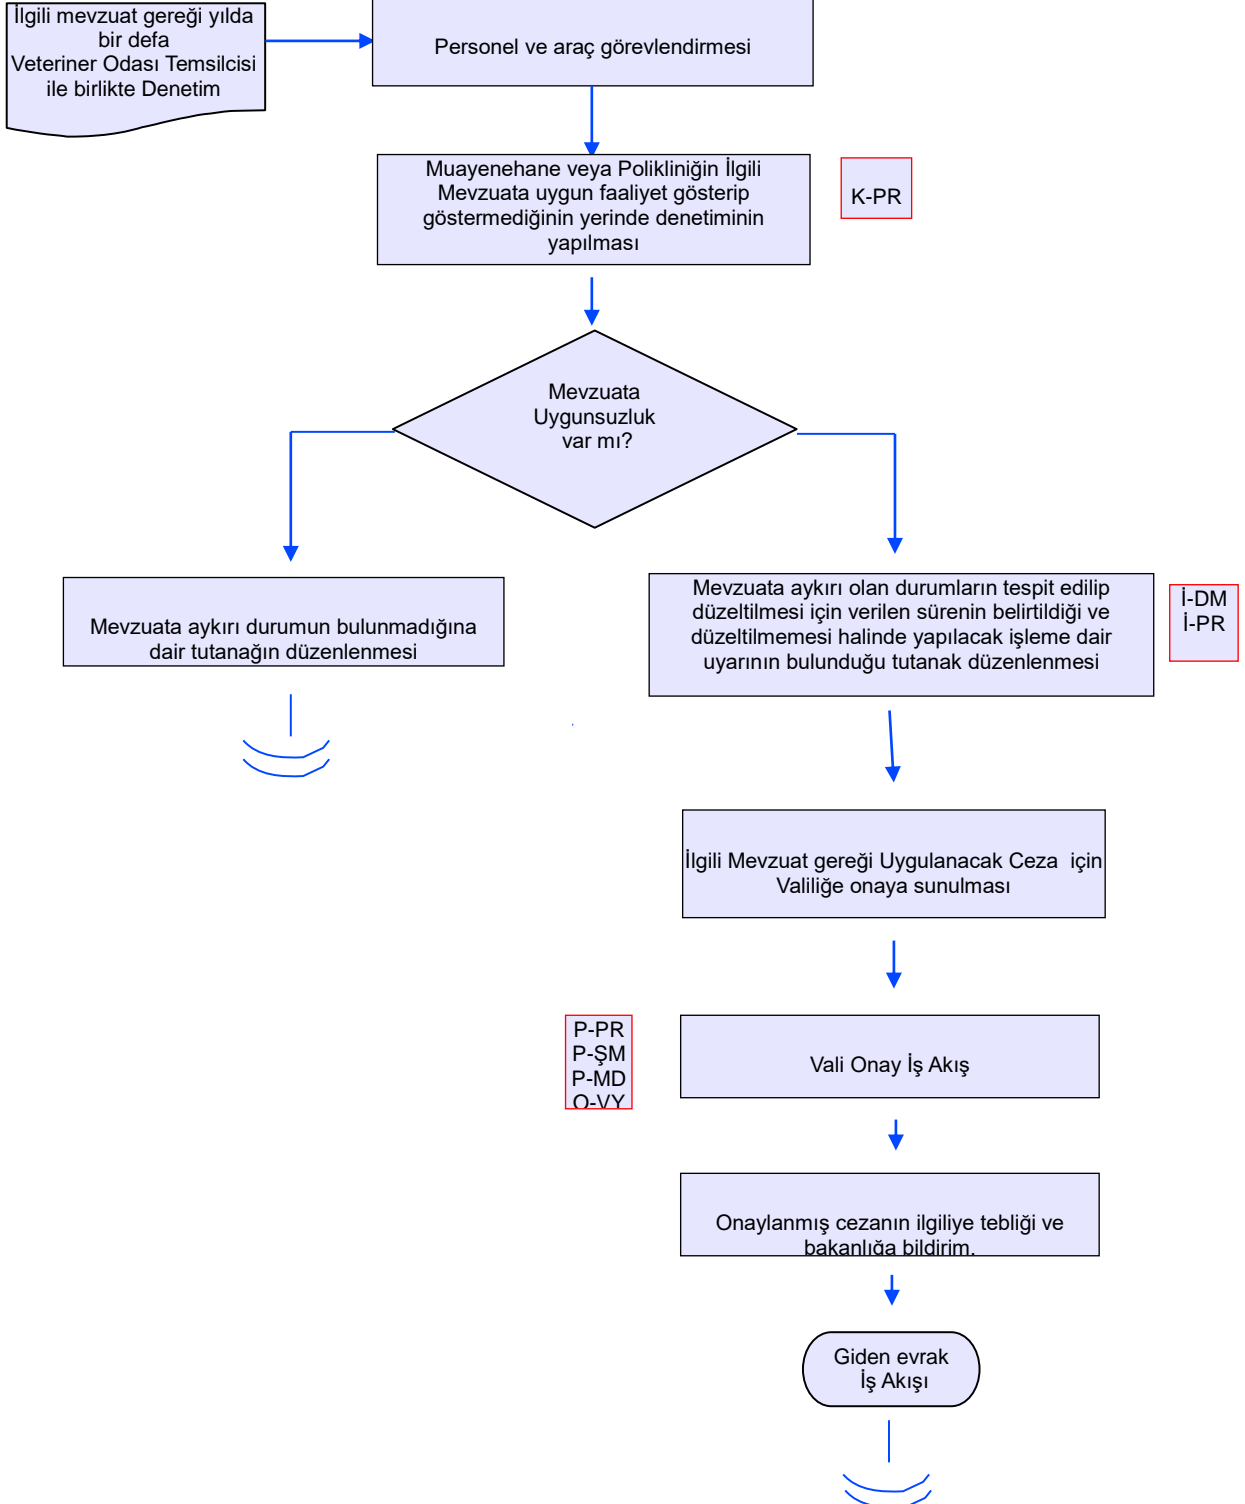 İlgili mevzuat gereği yılda
bir defa
Veteriner Odası Temsilcisi
ile birlikte Denetim
Personel ve araç görevlendirmesi
Muayenehane veya Polikliniğin İlgili
Mevzuata uygun faaliyet gösterip
göstermediğinin yerinde denetiminin
yapılması
K-PR
Mevzuata
Uygunsuzluk
var mı?
Mevzuata aykırı durumun bulunmadığına
dair tutanağın düzenlenmesi
Mevzuata aykırı olan durumların tespit edilip
düzeltilmesi için verilen sürenin belirtildiği ve
düzeltilmemesi halinde yapılacak işleme dair
uyarının bulunduğu tutanak düzenlenmesi
İ-DM
İ-PR
İlgili Mevzuat gereği Uygulanacak Ceza  için
Valiliğe onaya sunulması
P-PR
P-ŞM
P-MD
O-VY
Vali Onay İş Akış
Onaylanmış cezanın ilgiliye tebliği ve
bakanlığa bildirim.
Giden evrak
İş Akışı